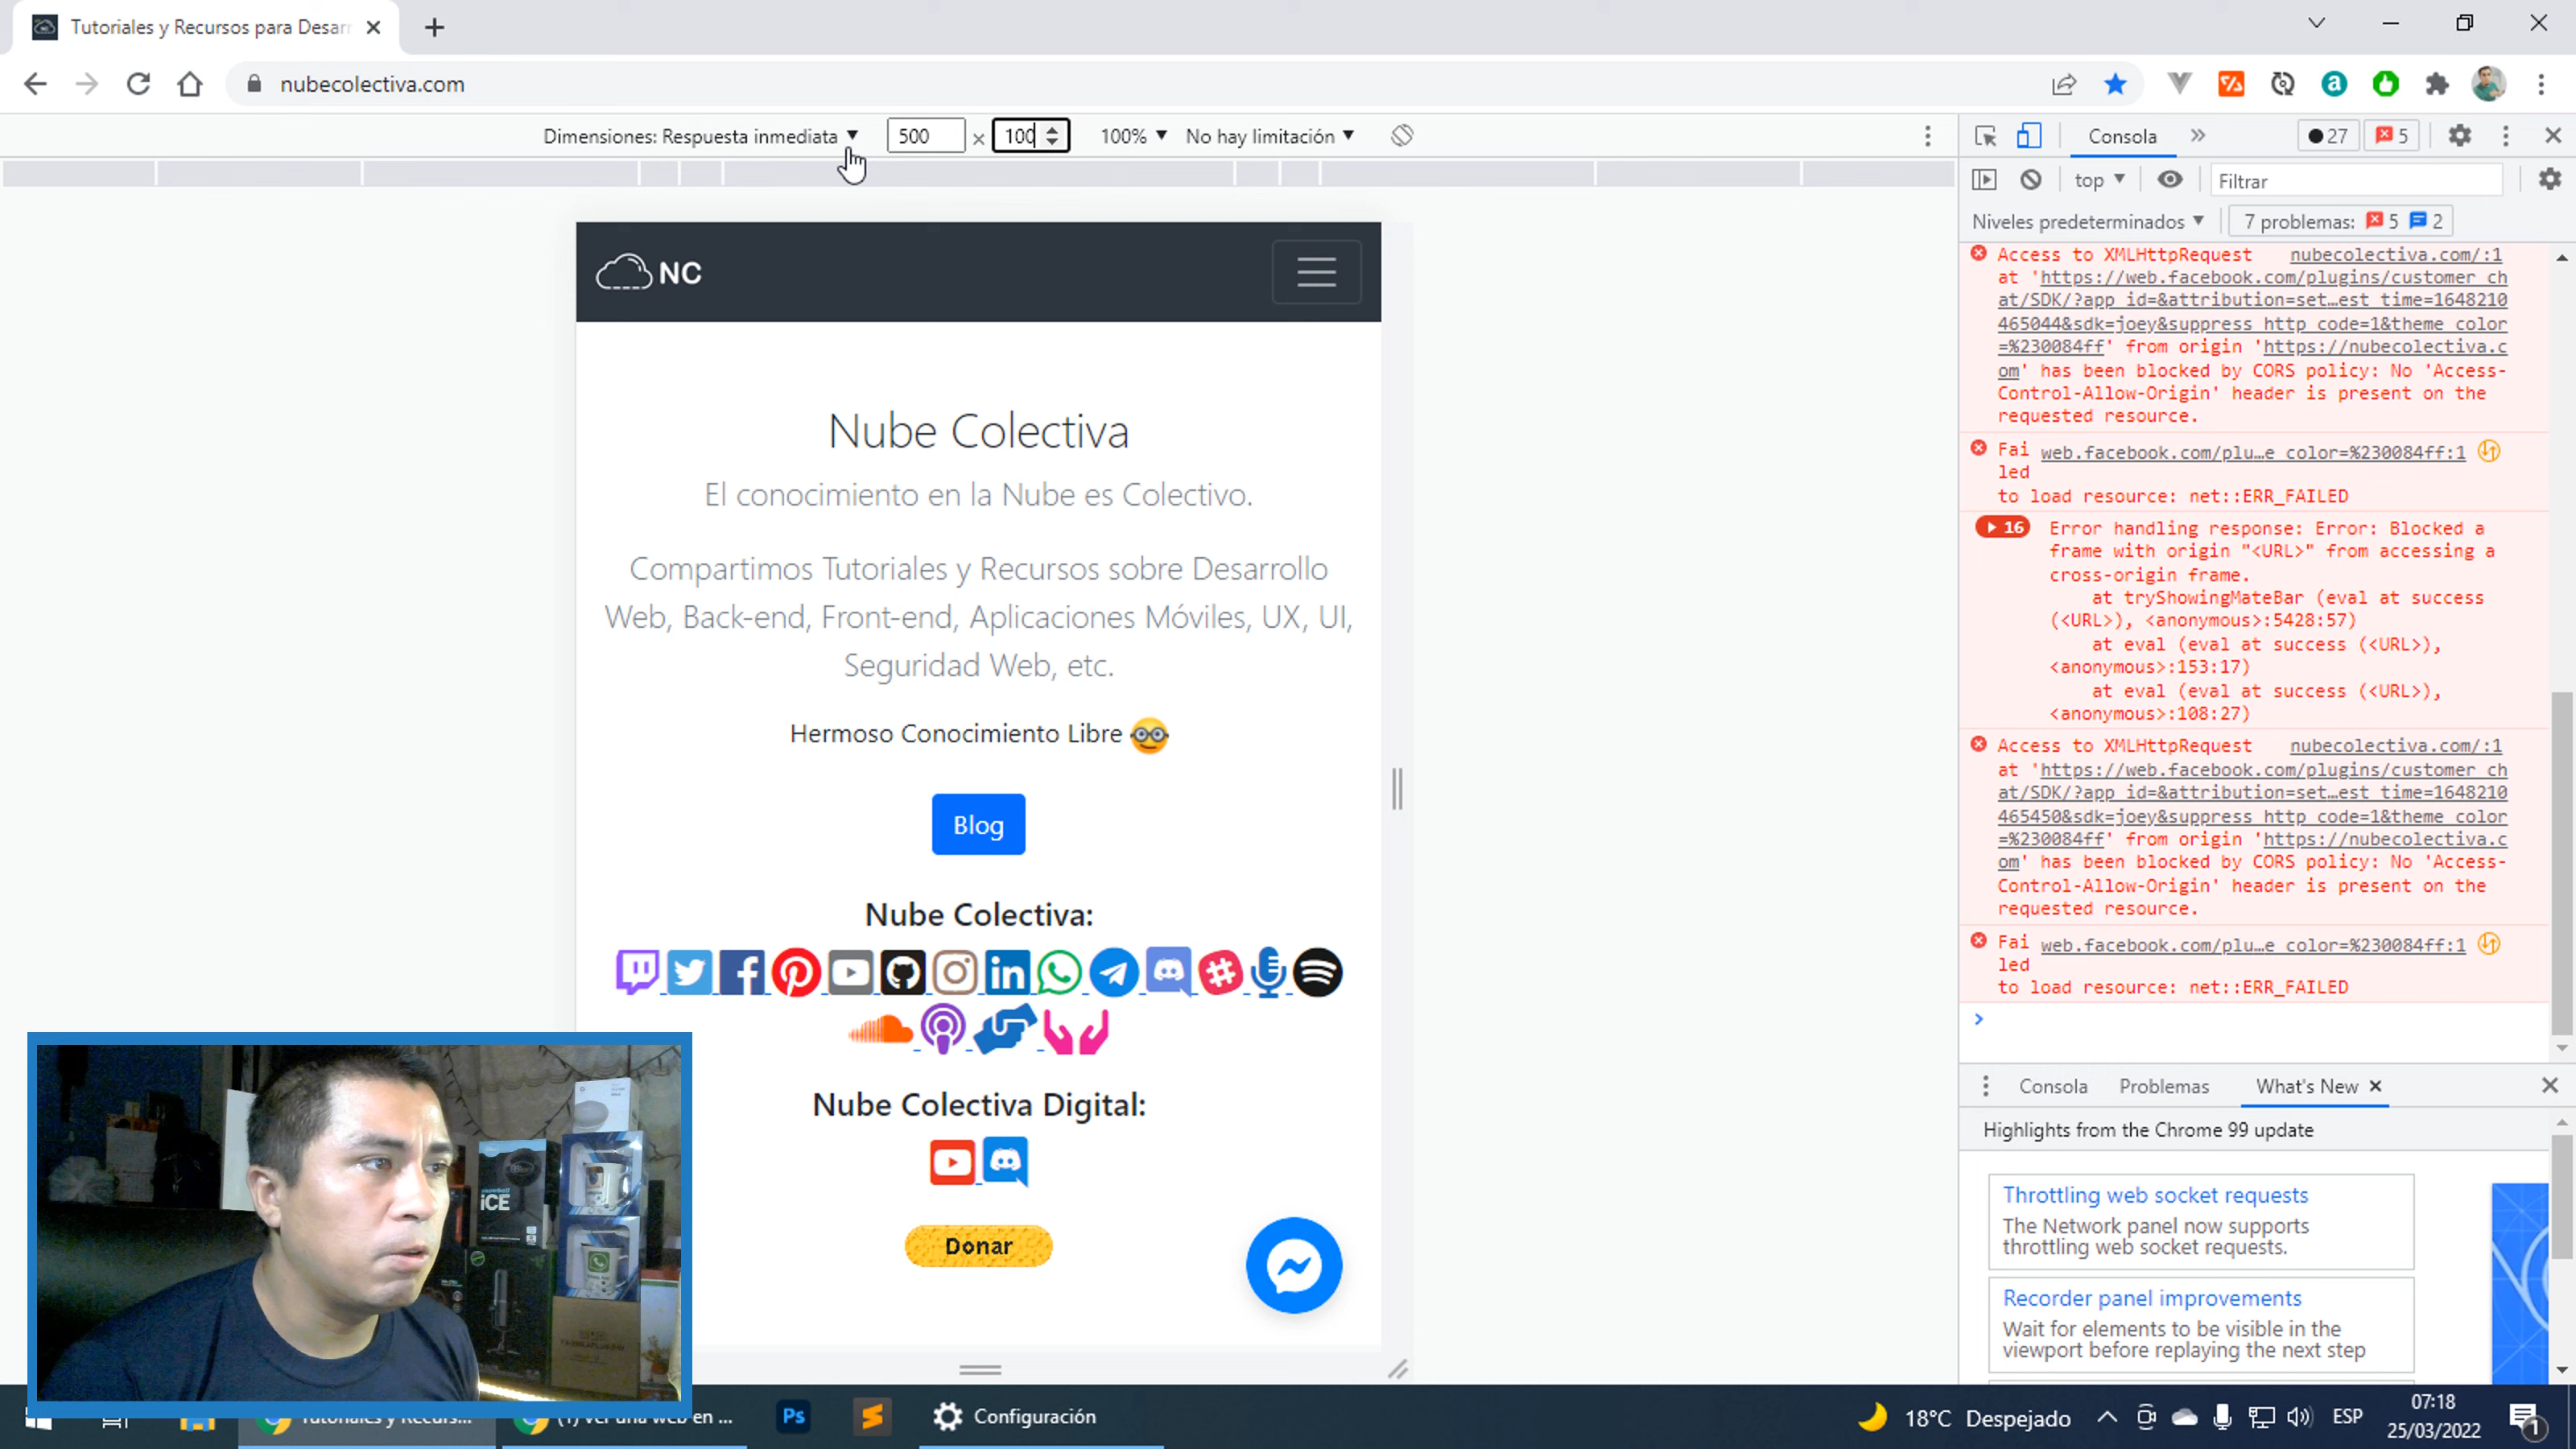 Tutoriales y Recursos para Desarr
nubecolectiva.com
Dimensiones: Respuesta inmediata ▼ 500 × 100 100% ▼ No hay limitación ▼
Consola » 27 5
top ▼ Filtrar
Niveles predeterminados ▼ 7 problemas: 5 2
NC
Nube Colectiva
El conocimiento en la Nube es Colectivo.
Compartimos Tutoriales y Recursos sobre Desarrollo
Web, Back-end, Front-end, Aplicaciones Móviles, UX, UI,
Seguridad Web, etc.
Hermoso Conocimiento Libre
Blog
Nube Colectiva:
Nube Colectiva Digital:
Donar
Access to XMLHttpRequest nubecolectiva.com/:1
at 'https://web.facebook.com/plugins/customer_ch
at/SDK/?app_id=&attribution=set…est_time=1648210
465044&sdk=joey&suppress_http_code=1&theme_color
=%230084ff' from origin 'https://nubecolectiva.c
om' has been blocked by CORS policy: No 'Access-
Control-Allow-Origin' header is present on the
requested resource.
Fai web.facebook.com/plu…e_color=%230084ff:1
led
to load resource: net::ERR_FAILED
16 Error handling response: Error: Blocked a
frame with origin "<URL>" from accessing a
cross-origin frame.
at tryShowingMateBar (eval at success
(<URL>), <anonymous>:5428:57)
at eval (eval at success (<URL>),
<anonymous>:153:17)
at eval (eval at success (<URL>),
<anonymous>:108:27)
Access to XMLHttpRequest nubecolectiva.com/:1
at 'https://web.facebook.com/plugins/customer_ch
at/SDK/?app_id=&attribution=set…est_time=1648210
465450&sdk=joey&suppress_http_code=1&theme_color
=%230084ff' from origin 'https://nubecolectiva.c
om' has been blocked by CORS policy: No 'Access-
Control-Allow-Origin' header is present on the
requested resource.
Fai web.facebook.com/plu…e_color=%230084ff:1
led
to load resource: net::ERR_FAILED
Consola Problemas What's New
Highlights from the Chrome 99 update
Throttling web socket requests
The Network panel now supports
throttling web socket requests.
Recorder panel improvements
Wait for elements to be visible in the
viewport before replaying the next step
iCE
Tutoriales y Recurs...
(1) Ver una web en ...
Ps
Configuración
18°C Despejado
ESP
07:18
25/03/2022
1